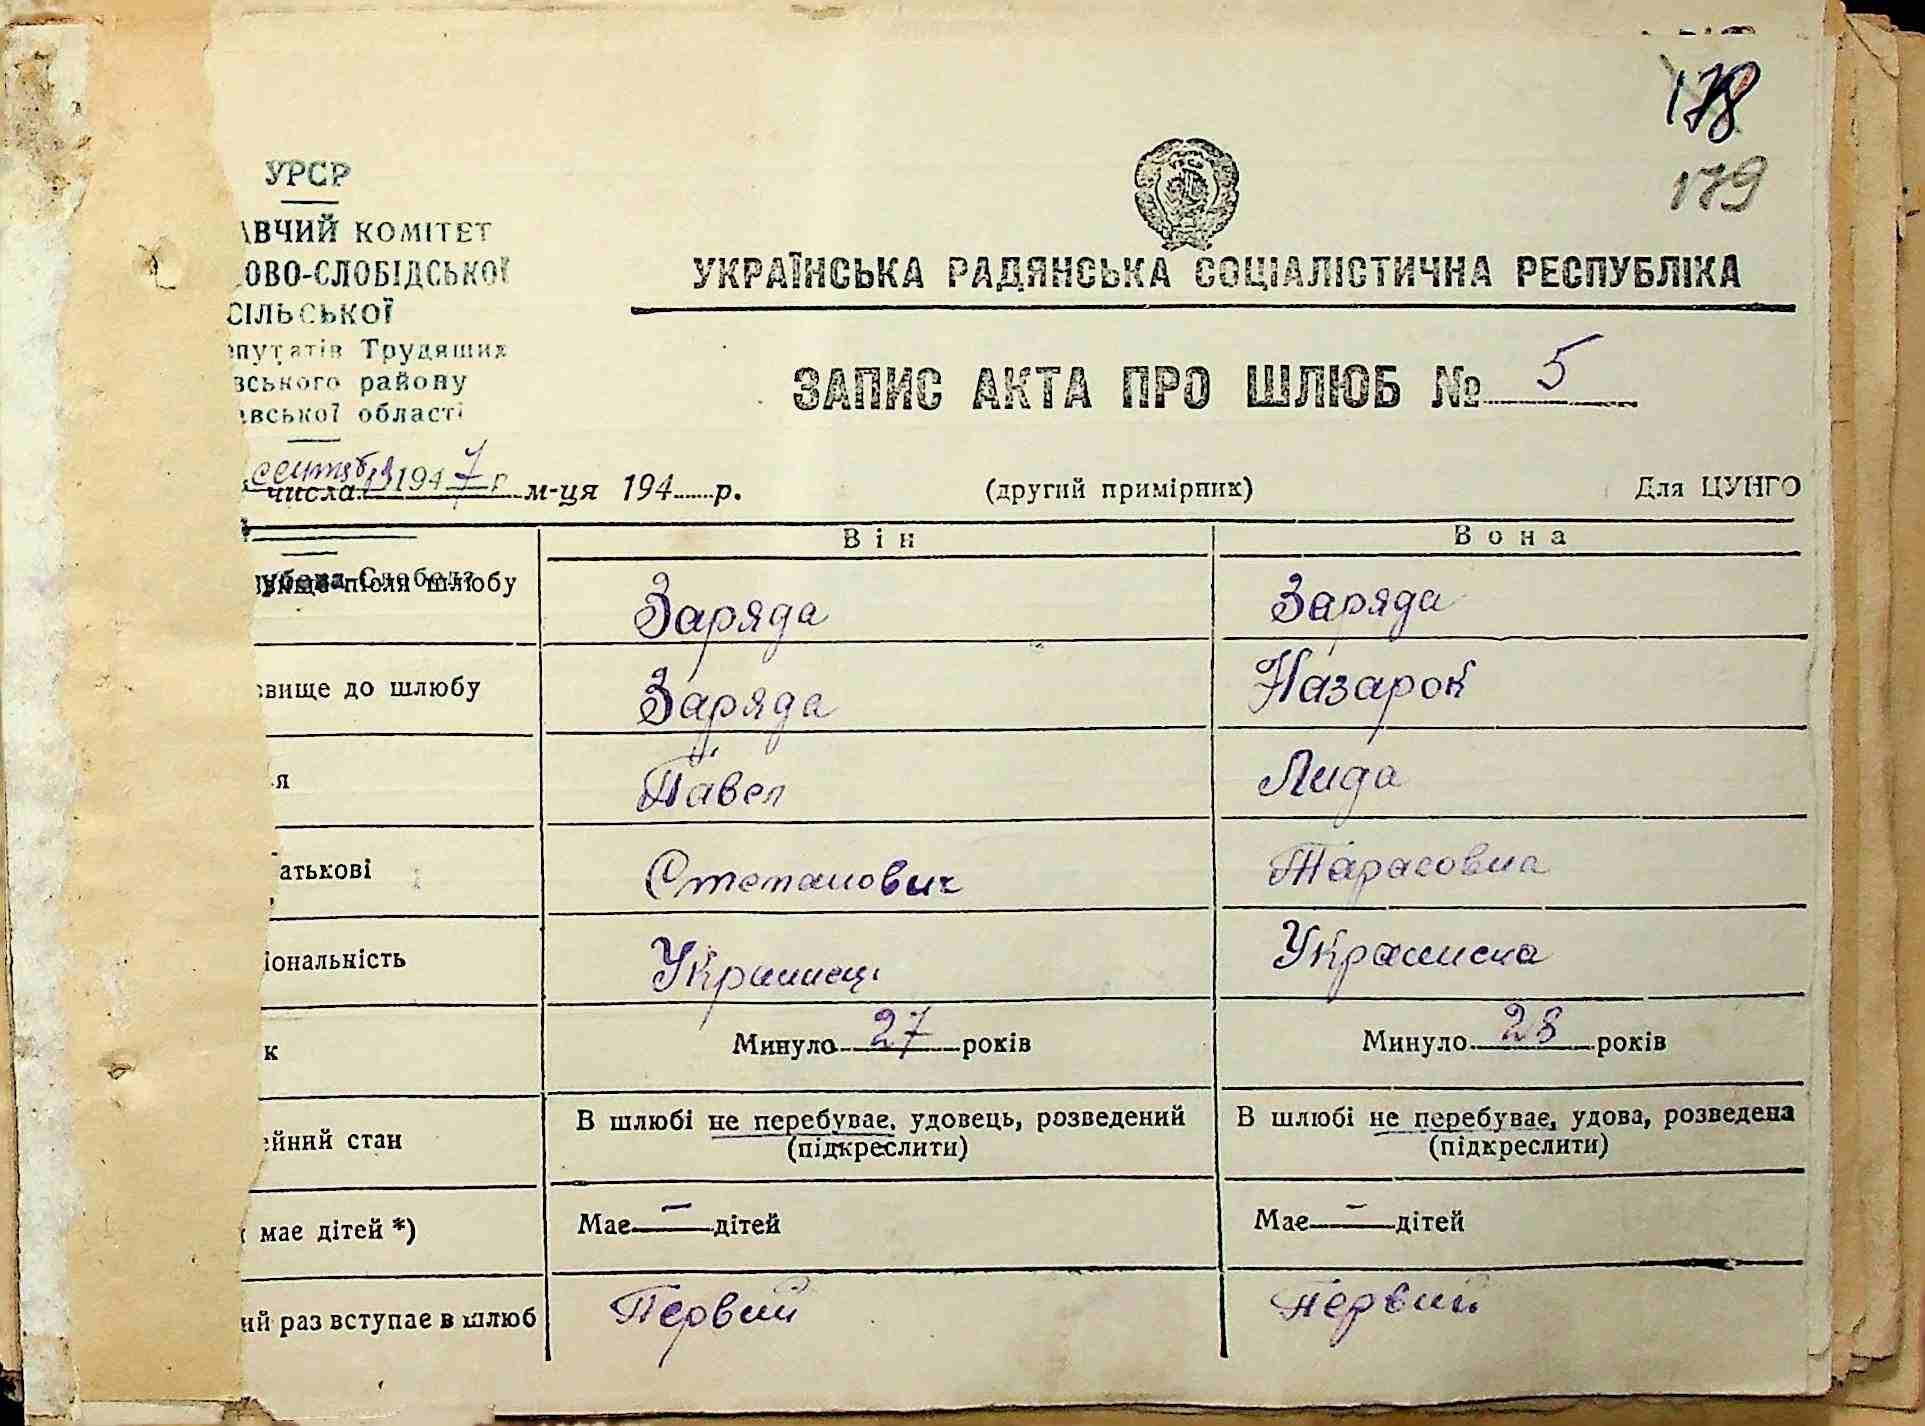 178
179
УРСР
АВЧИЙ КОМІТЕТ
ОВО-СЛОБІДСЬКОЇ
СІЛЬСЬКОЇ
епутатів Трудящих
вського району
авської області
УКРАЇНСЬКА РАДЯНСЬКА СОЦІАЛІСТИЧНА РЕСПУБЛІКА
ЗАПИС АКТА ПРО ШЛЮБ № 5
сентября 1947 г
числа м-ця 194 р. (другий примірник) Для ЦУНГО
Він Вона
після шлюбу Заряда Заряда
звище до шлюбу Заряда Назарок
я Павел Лида
атькові Степанович Тарасовна
іональність Украинец Украинска
к Минуло 27 років Минуло 28 років
ейний стан В шлюбі не перебуває, удовець, розведений В шлюбі не перебуває, удова, розведена
(підкреслити) (підкреслити)
має дітей *) Має — дітей Має — дітей
ий раз вступає в шлюб Первий Первий